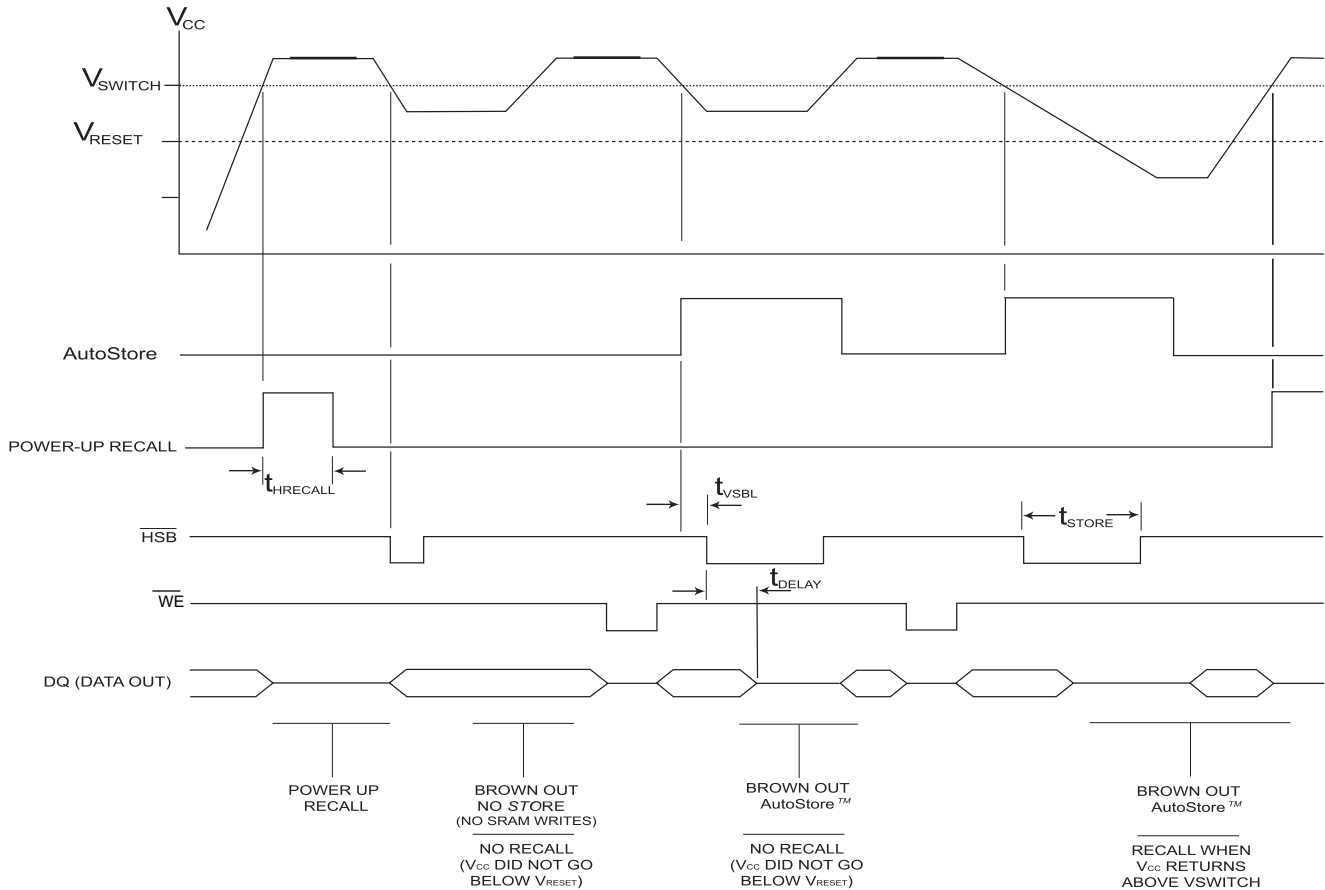 VCC
VSWITCH
VRESET
AutoStore
POWER-UP RECALL
tHRECALL
tVSBL
tSTORE
HSB
tDELAY
WE
DQ (DATA OUT)
POWER UP
RECALL
BROWN OUT
NO STORE
(NO SRAM WRITES)
NO RECALL
(VCC DID NOT GO
BELOW VRESET)
BROWN OUT
AutoStore™
NO RECALL
(VCC DID NOT GO
BELOW VRESET)
BROWN OUT
AutoStore™
RECALL WHEN
VCC RETURNS
ABOVE VSWITCH